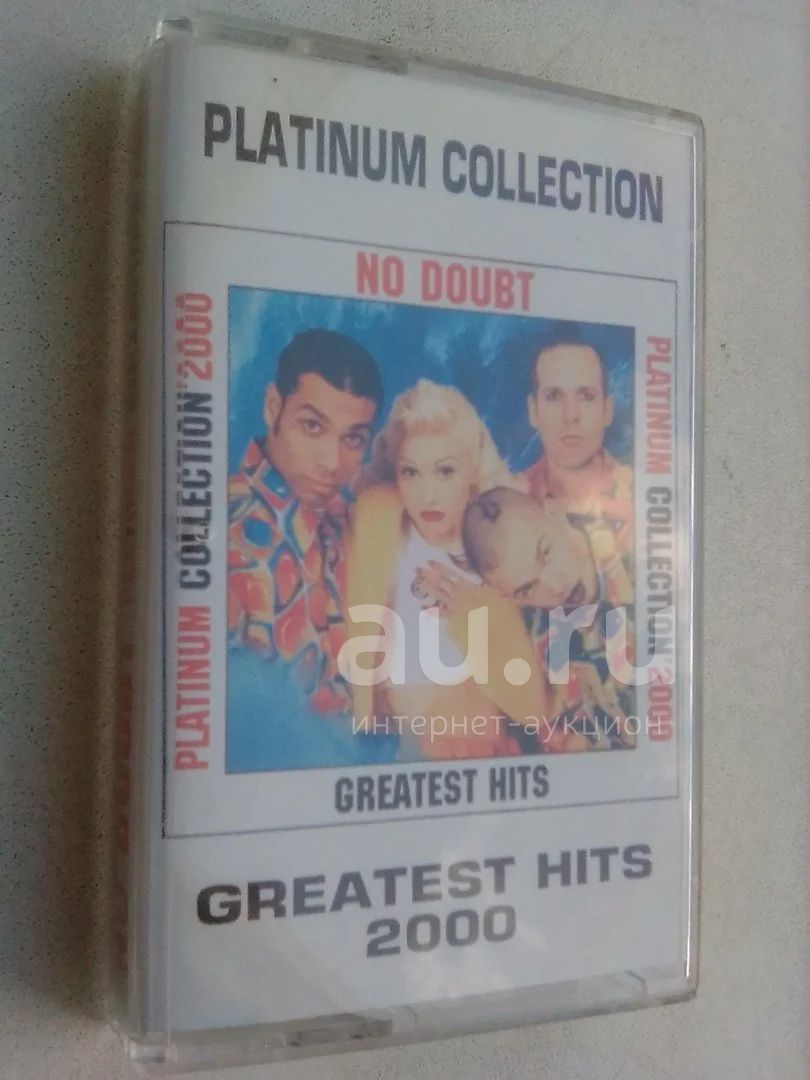 PLATINUM COLLECTION
NO DOUBT
PLATINUM COLLECTION'2000
PLATINUM COLLECTION'2000
au.ru
интернет-аукцион
GREATEST HITS
GREATEST HITS
2000